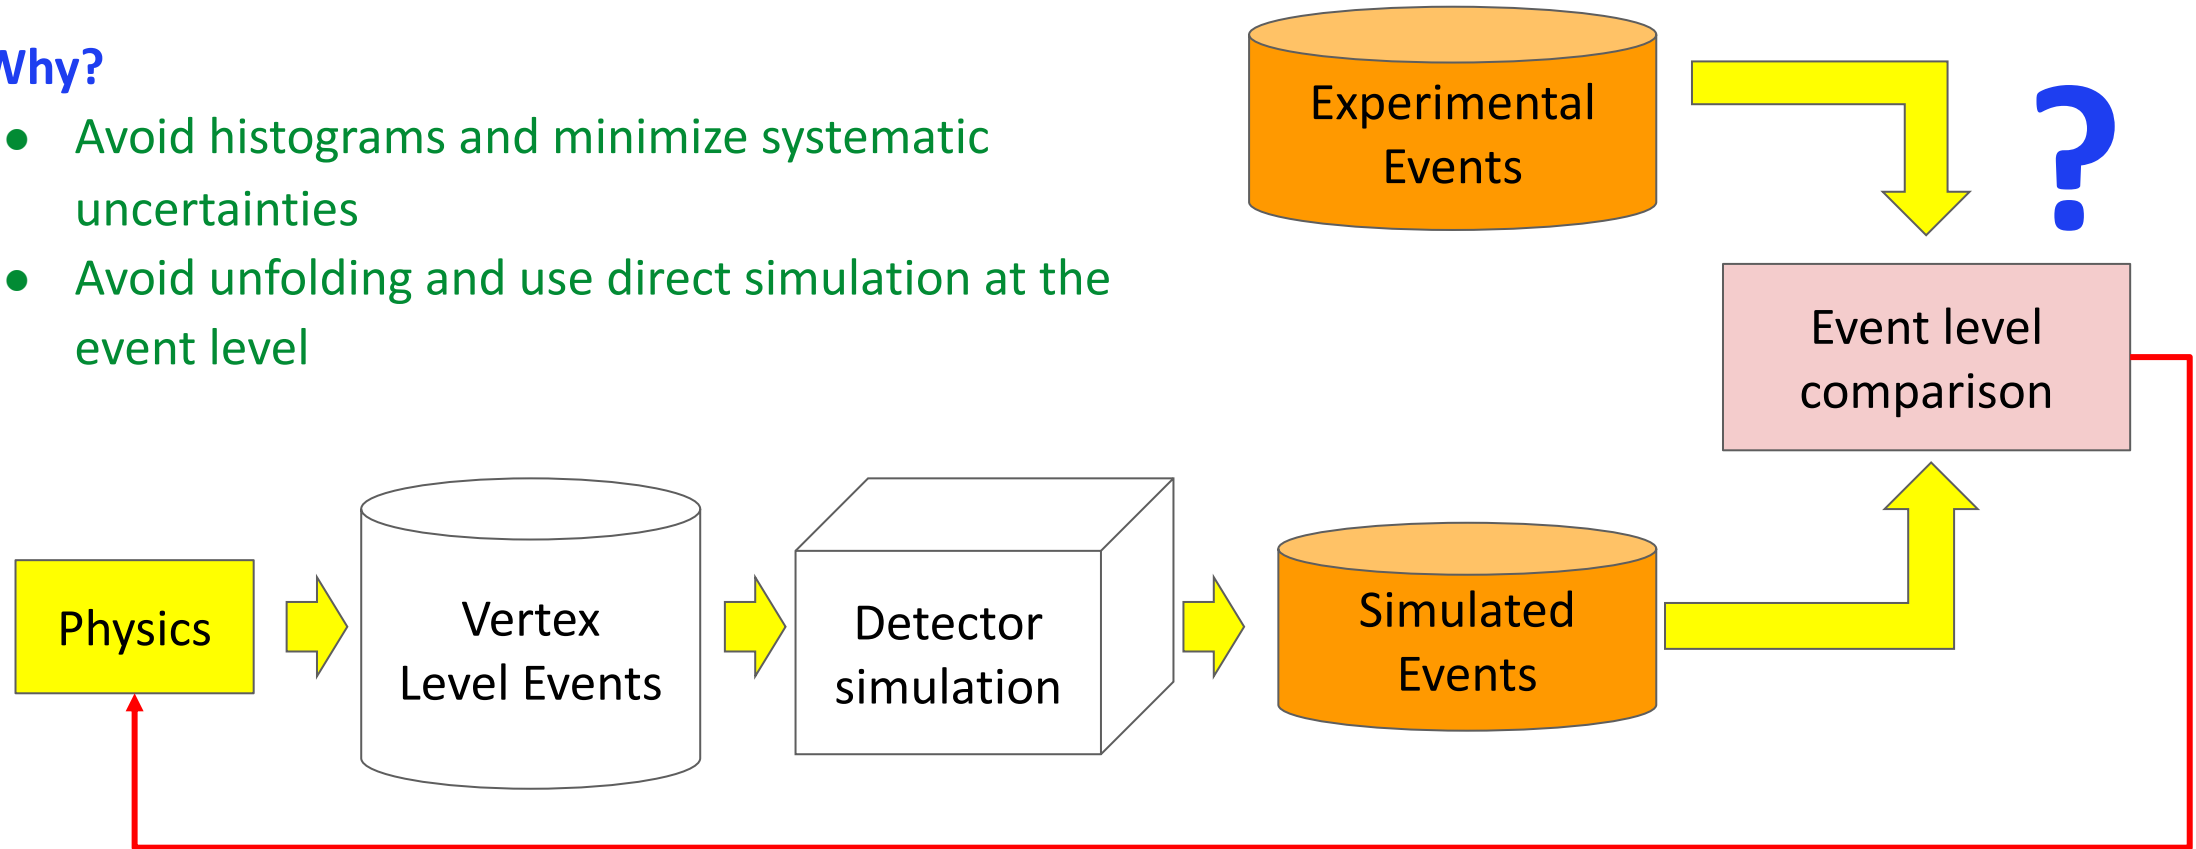 Why?
● Avoid histograms and minimize systematic
uncertainties
● Avoid unfolding and use direct simulation at the
event level
Experimental
Events
?
Event level
comparison
Physics
Vertex
Level Events
Detector
simulation
Simulated
Events